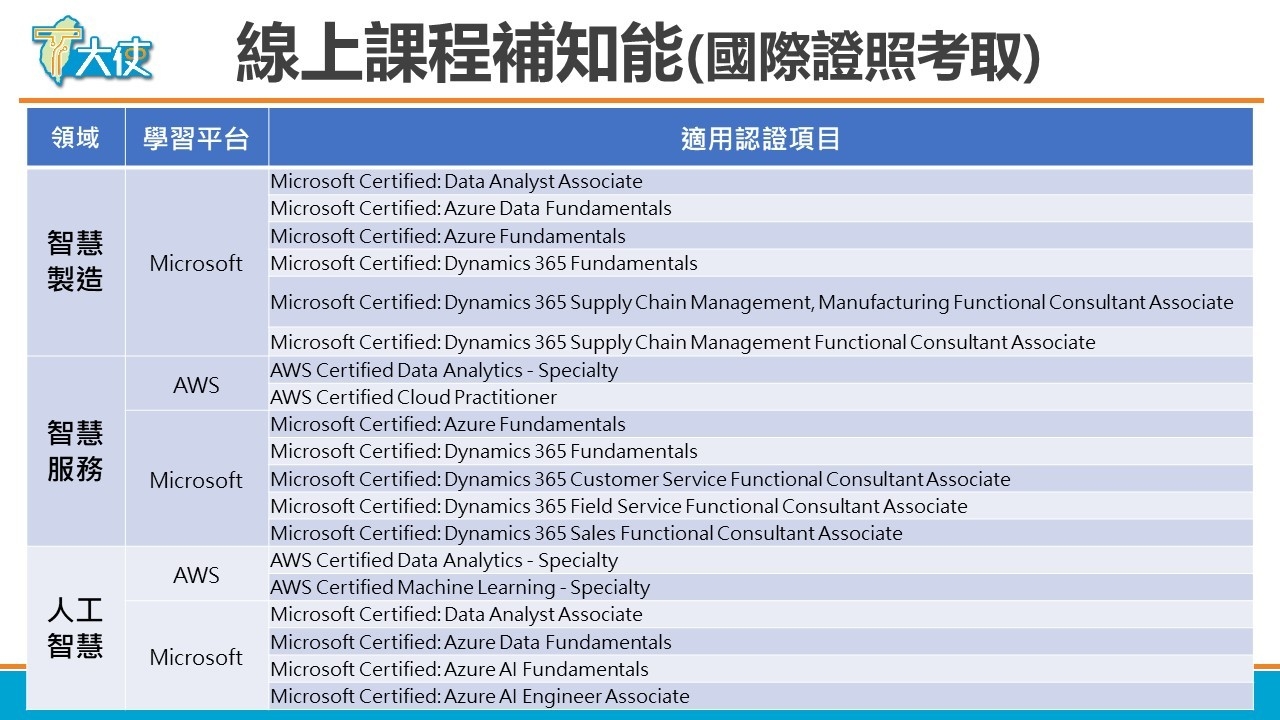 T大使
線上課程補知能(國際證照考取)
領域
學習平台
適用認證項目
智慧
製造
Microsoft
Microsoft Certified: Data Analyst Associate
Microsoft Certified: Azure Data Fundamentals
Microsoft Certified: Azure Fundamentals
Microsoft Certified: Dynamics 365 Fundamentals
Microsoft Certified: Dynamics 365 Supply Chain Management, Manufacturing Functional Consultant Associate
Microsoft Certified: Dynamics 365 Supply Chain Management Functional Consultant Associate
智慧
服務
AWS
AWS Certified Data Analytics - Specialty
AWS Certified Cloud Practitioner
Microsoft
Microsoft Certified: Azure Fundamentals
Microsoft Certified: Dynamics 365 Fundamentals
Microsoft Certified: Dynamics 365 Customer Service Functional Consultant Associate
Microsoft Certified: Dynamics 365 Field Service Functional Consultant Associate
Microsoft Certified: Dynamics 365 Sales Functional Consultant Associate
人工
智慧
AWS
AWS Certified Data Analytics - Specialty
AWS Certified Machine Learning - Specialty
Microsoft
Microsoft Certified: Data Analyst Associate
Microsoft Certified: Azure Data Fundamentals
Microsoft Certified: Azure AI Fundamentals
Microsoft Certified: Azure AI Engineer Associate